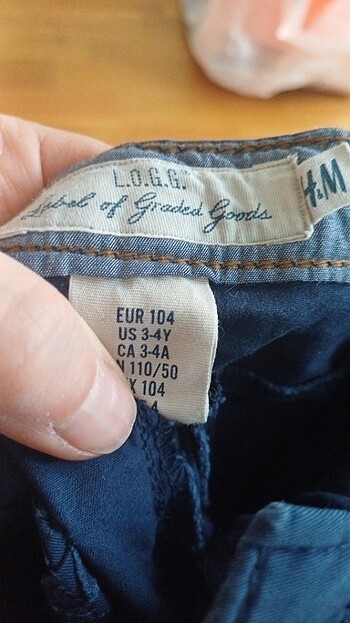 L.O.G.G.
Label of Graded Goods
H&M
EUR 104
US 3-4Y
CA 3-4A
110/50
104